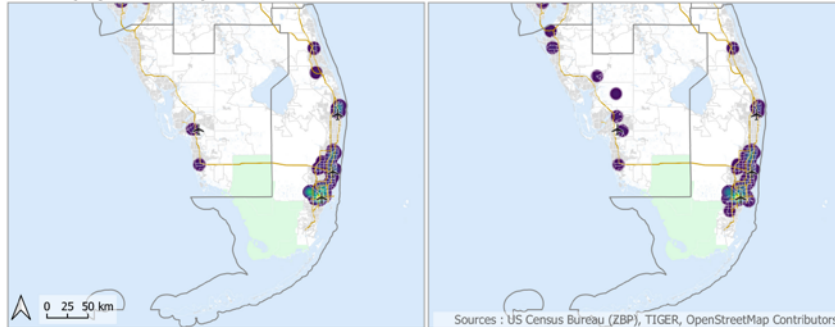 0 25 50 km
Sources : US Census Bureau (ZBP), TIGER, OpenStreetMap Contributors